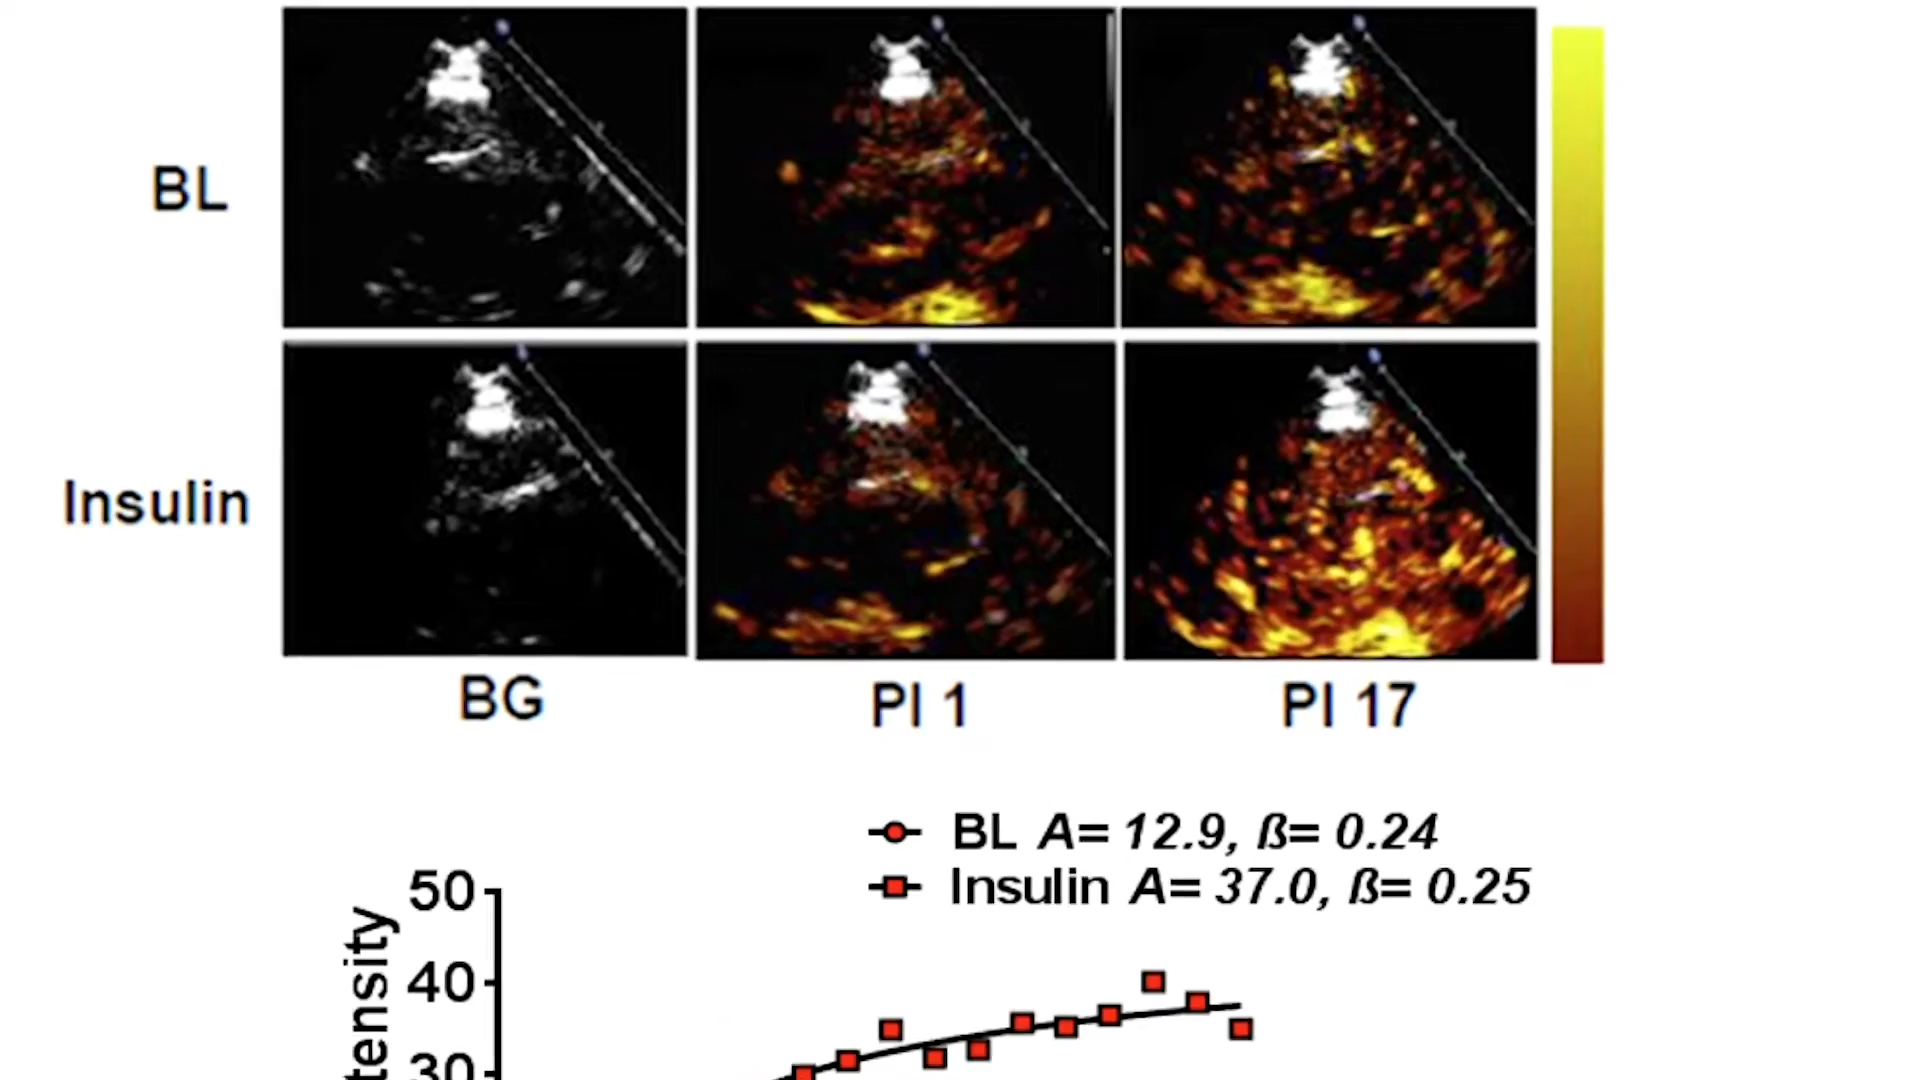 BL
Insulin
BG PI 1 PI 17
BL A= 12.9, ß= 0.24
Insulin A= 37.0, ß= 0.25
50
40
30